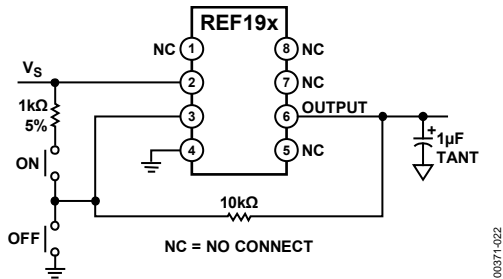 REF19x
NC 1
8 NC
VS
2
7 NC
1kΩ
5%
3
6 OUTPUT
+
1µF
TANT
ON
4
5 NC
10kΩ
OFF
NC = NO CONNECT
00371-022